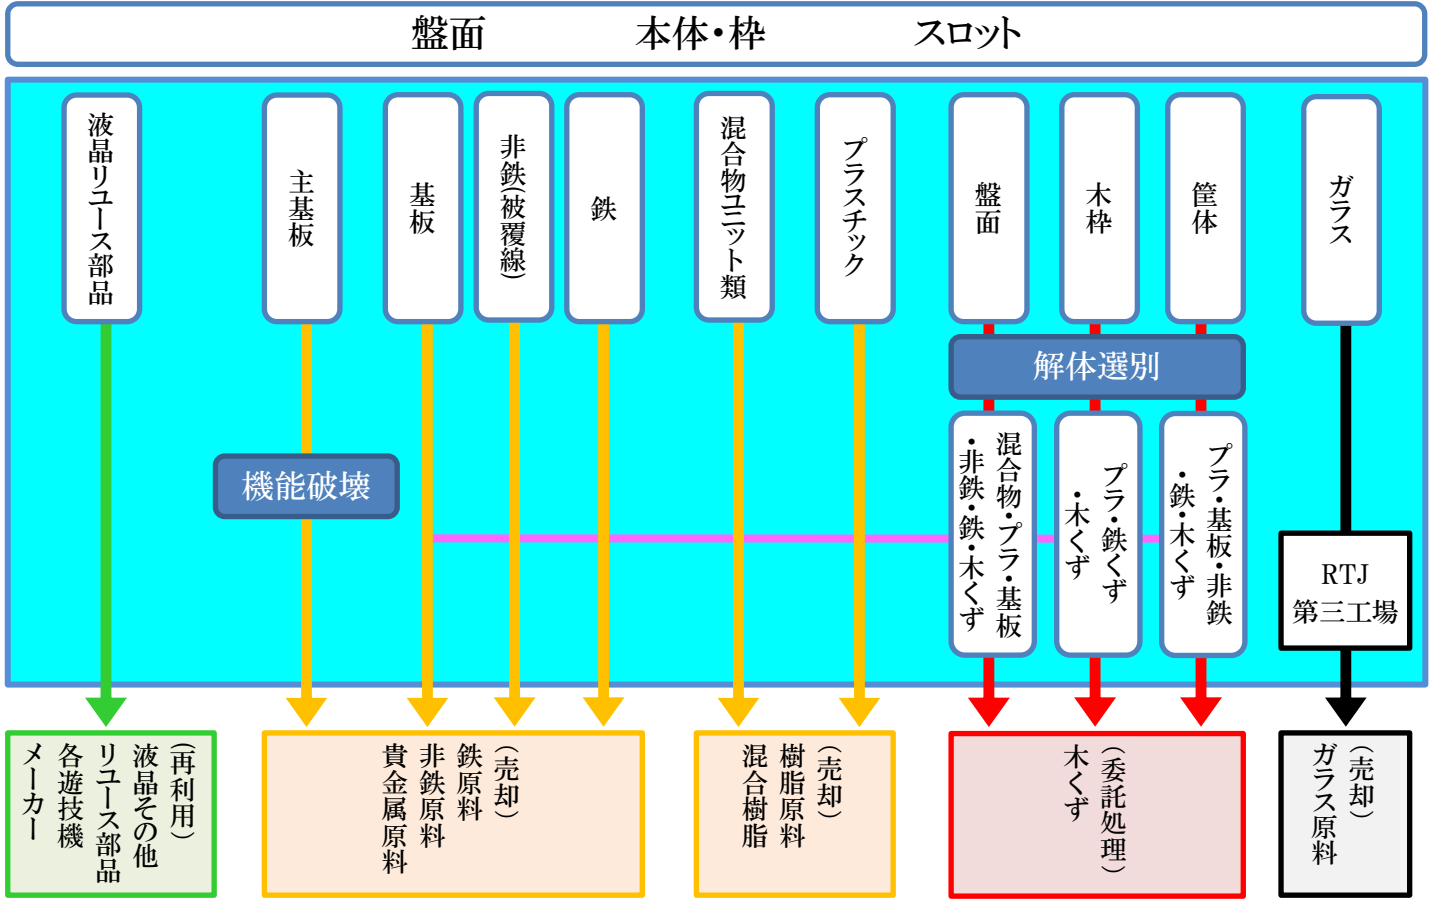 盤面 本体・枠 スロット
液晶リユース部品
主基板
基板
非鉄(被覆線)
鉄
混合物ユニット類
プラスチック
盤面
木枠
筐体
ガラス
解体選別
機能破壊
混合物・プラ・基板
・非鉄・鉄・木くず
プラ・鉄くず
・木くず
プラ・基板・非鉄
・鉄・木くず
RTJ
第三工場
(再利用)
液晶その他
リユース部品
各遊技機
メーカー
(売却)
鉄原料
非鉄原料
貴金属原料
(売却)
樹脂原料
混合樹脂
(委託処理)
木くず
(売却)
ガラス原料